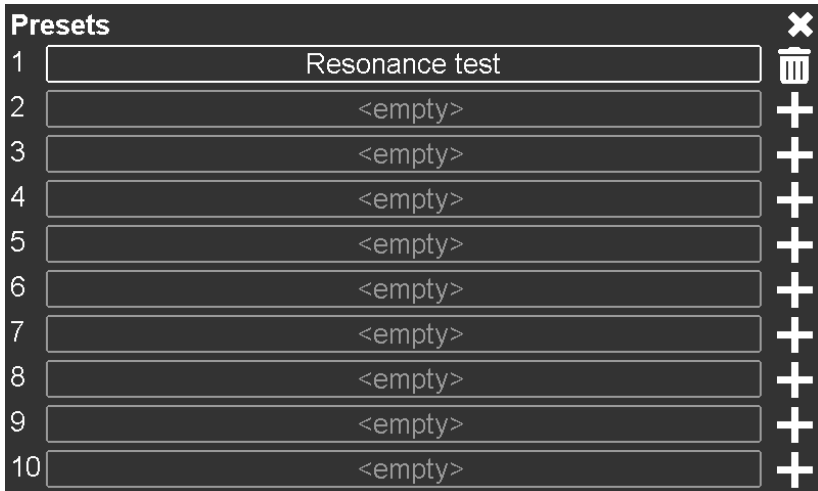 Presets
1 Resonance test
2 <empty>
3 <empty>
4 <empty>
5 <empty>
6 <empty>
7 <empty>
8 <empty>
9 <empty>
10 <empty>